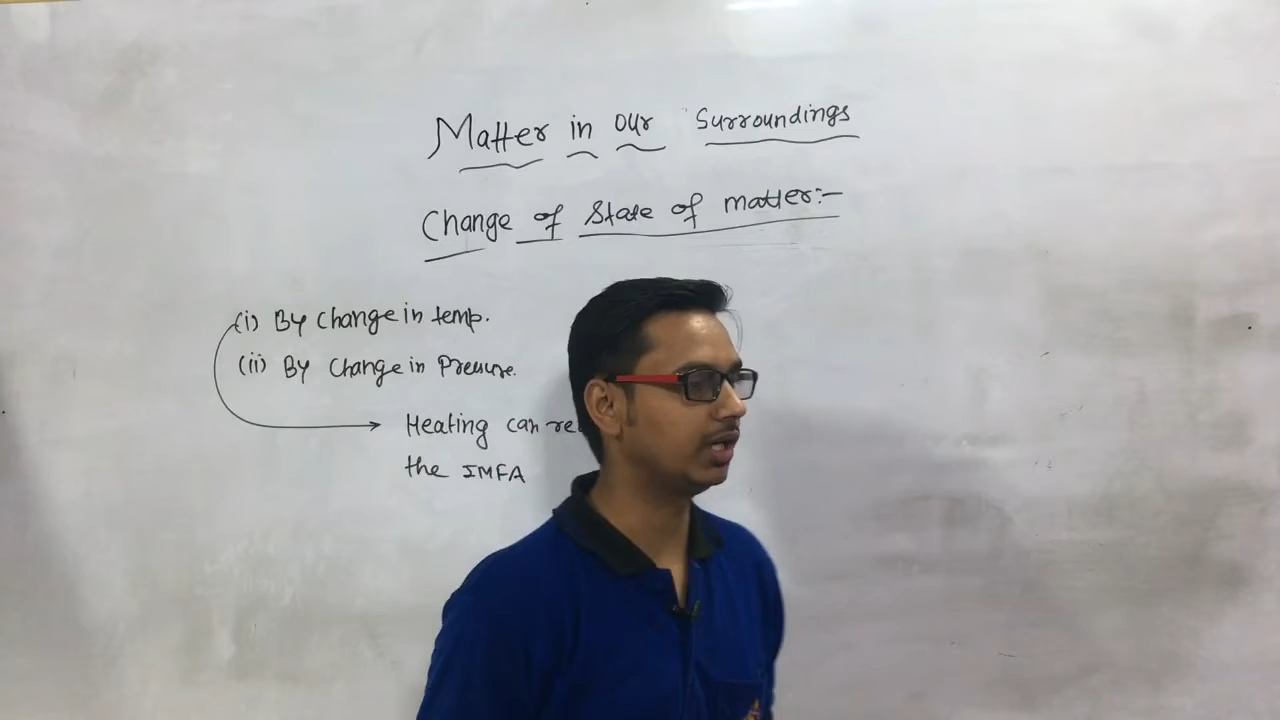 Matter in our Surroundings
Change of State of matter:-
(i) By Change in temp.
(ii) By Change in Pressure.
Heating can
the IMFA